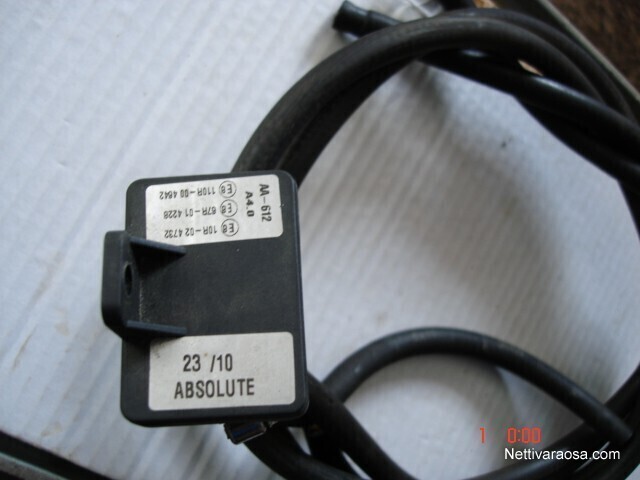 AA-612
A4.0
E8 110R-00 4642
E8 67R-01 4228
E8 10R-02 4732
23 /10
ABSOLUTE
1 0:00
Nettivaraosa.com